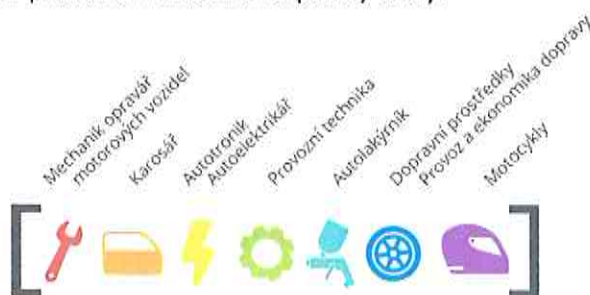 Mechanik opravář
motorových vozidel
Karosář
Autotronik
Autoelektrikář
Provozní technika
Autolakýrník
Dopravní prostředky
Provoz a ekonomika dopravy
Motocykly